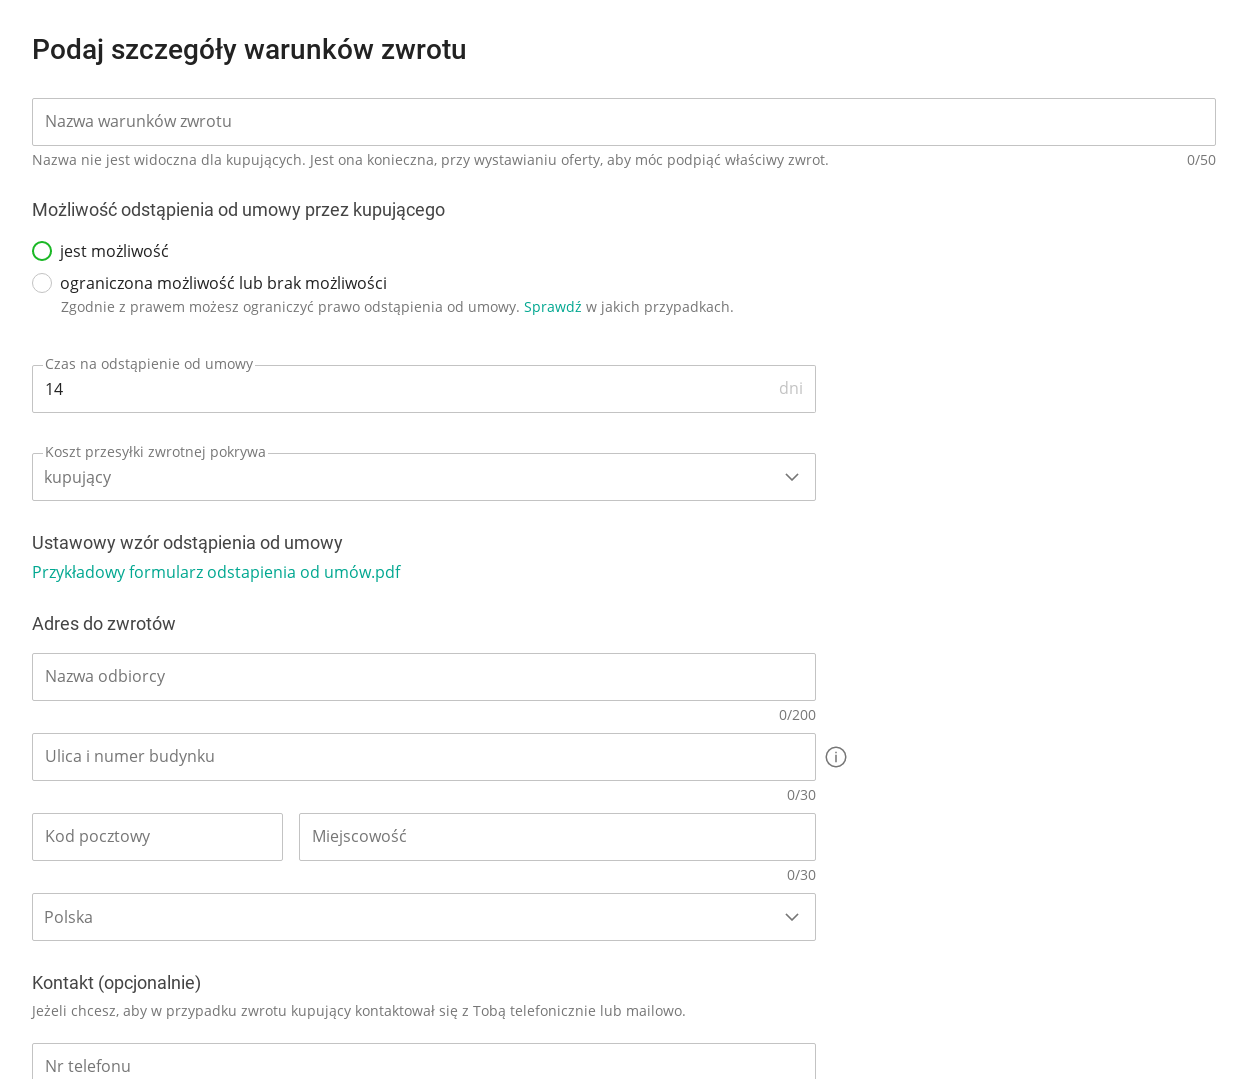 Podaj szczegóły warunków zwrotu
Nazwa warunków zwrotu
Nazwa nie jest widoczna dla kupujących. Jest ona konieczna, przy wystawianiu oferty, aby móc podpiąć właściwy zwrot. 0/50
Możliwość odstąpienia od umowy przez kupującego
jest możliwość
ograniczona możliwość lub brak możliwości
Zgodnie z prawem możesz ograniczyć prawo odstąpienia od umowy. Sprawdź w jakich przypadkach.
Czas na odstąpienie od umowy
14 dni
Koszt przesyłki zwrotnej pokrywa
kupujący
Ustawowy wzór odstąpienia od umowy
Przykładowy formularz odstapienia od umów.pdf
Adres do zwrotów
Nazwa odbiorcy
0/200
Ulica i numer budynku
0/30
Kod pocztowy Miejscowość
0/30
Polska
Kontakt (opcjonalnie)
Jeżeli chcesz, aby w przypadku zwrotu kupujący kontaktował się z Tobą telefonicznie lub mailowo.
Nr telefonu